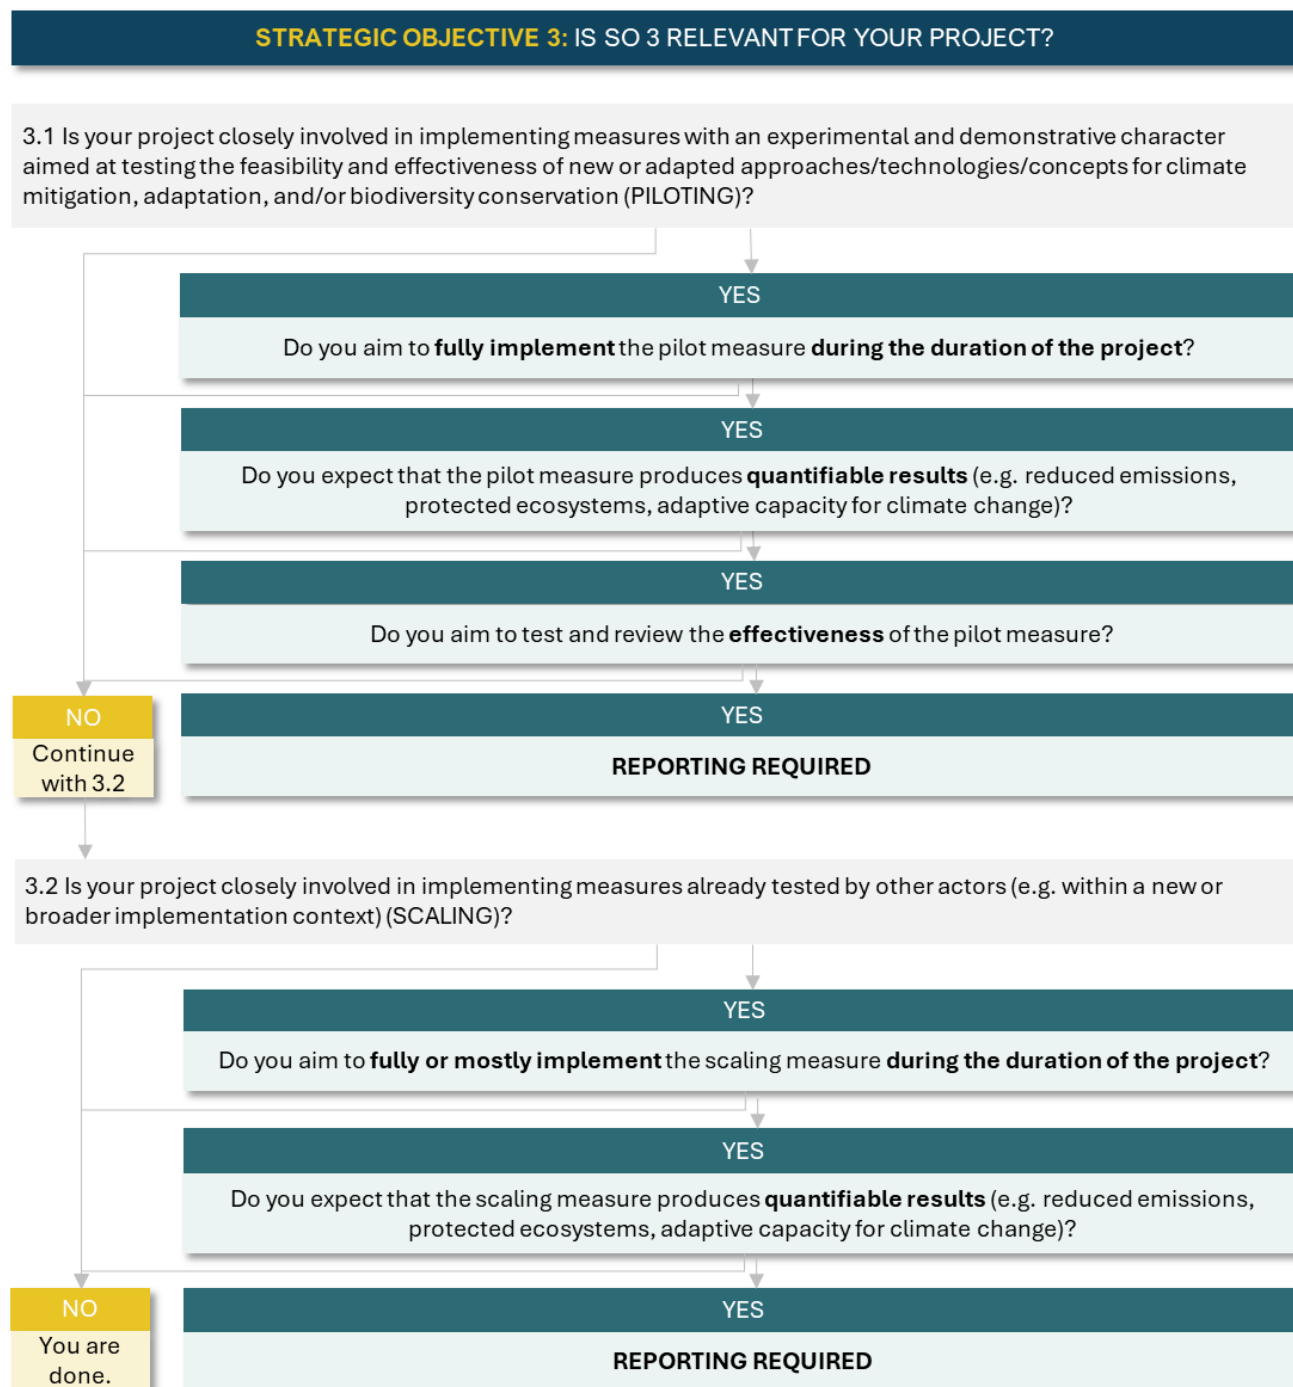 STRATEGIC OBJECTIVE 3: IS SO 3 RELEVANT FOR YOUR PROJECT?
3.1 Is your project closely involved in implementing measures with an experimental and demonstrative character
aimed at testing the feasibility and effectiveness of new or adapted approaches/technologies/concepts for climate
mitigation, adaptation, and/or biodiversity conservation (PILOTING)?
YES
Do you aim to fully implement the pilot measure during the duration of the project?
YES
Do you expect that the pilot measure produces quantifiable results (e.g. reduced emissions,
protected ecosystems, adaptive capacity for climate change)?
YES
Do you aim to test and review the effectiveness of the pilot measure?
NO
Continue
with 3.2
YES
REPORTING REQUIRED
3.2 Is your project closely involved in implementing measures already tested by other actors (e.g. within a new or
broader implementation context) (SCALING)?
YES
Do you aim to fully or mostly implement the scaling measure during the duration of the project?
YES
Do you expect that the scaling measure produces quantifiable results (e.g. reduced emissions,
protected ecosystems, adaptive capacity for climate change)?
NO
You are
done.
YES
REPORTING REQUIRED